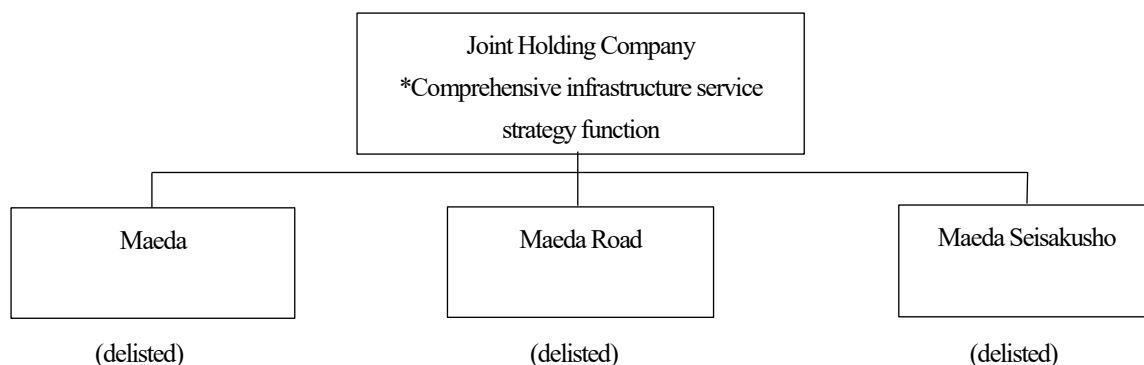 Joint Holding Company
*Comprehensive infrastructure service
strategy function
Maeda
Maeda Road
Maeda Seisakusho
(delisted)
(delisted)
(delisted)